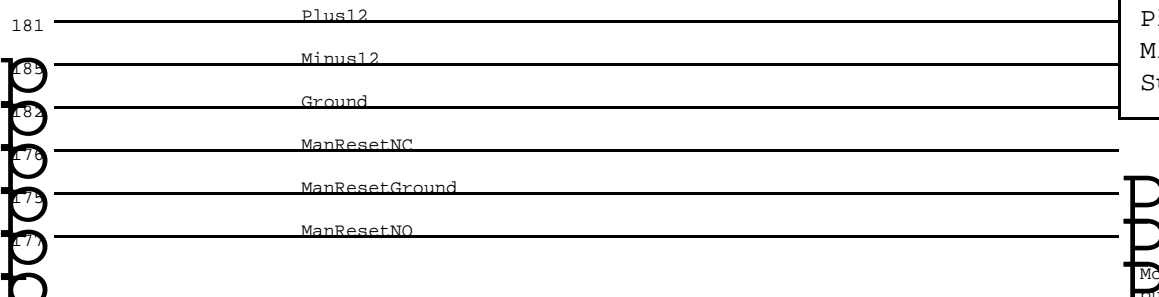 181 Plus12
185 Minus12
182 Ground
176 ManResetNC
175 ManResetGround
177 ManResetNO